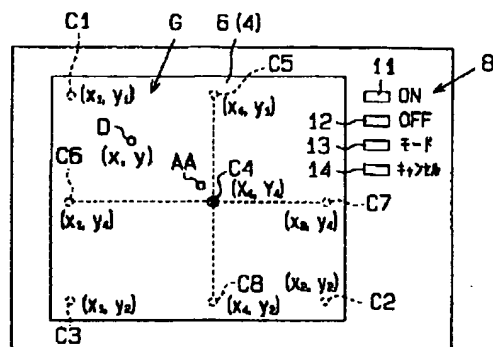 C1 G 6(4) C5 11 8
(x₁, y₁) (x₄, y₁) ON
D 12 OFF
(x, y) 13 モード
C6 AA C4 14 キャンセル
(x₄, y₄) C7
(x₁, y₄) (x₂, y₄)
(x₁, y₂) C8 (x₄, y₂) (x₂, y₂) C2
C3